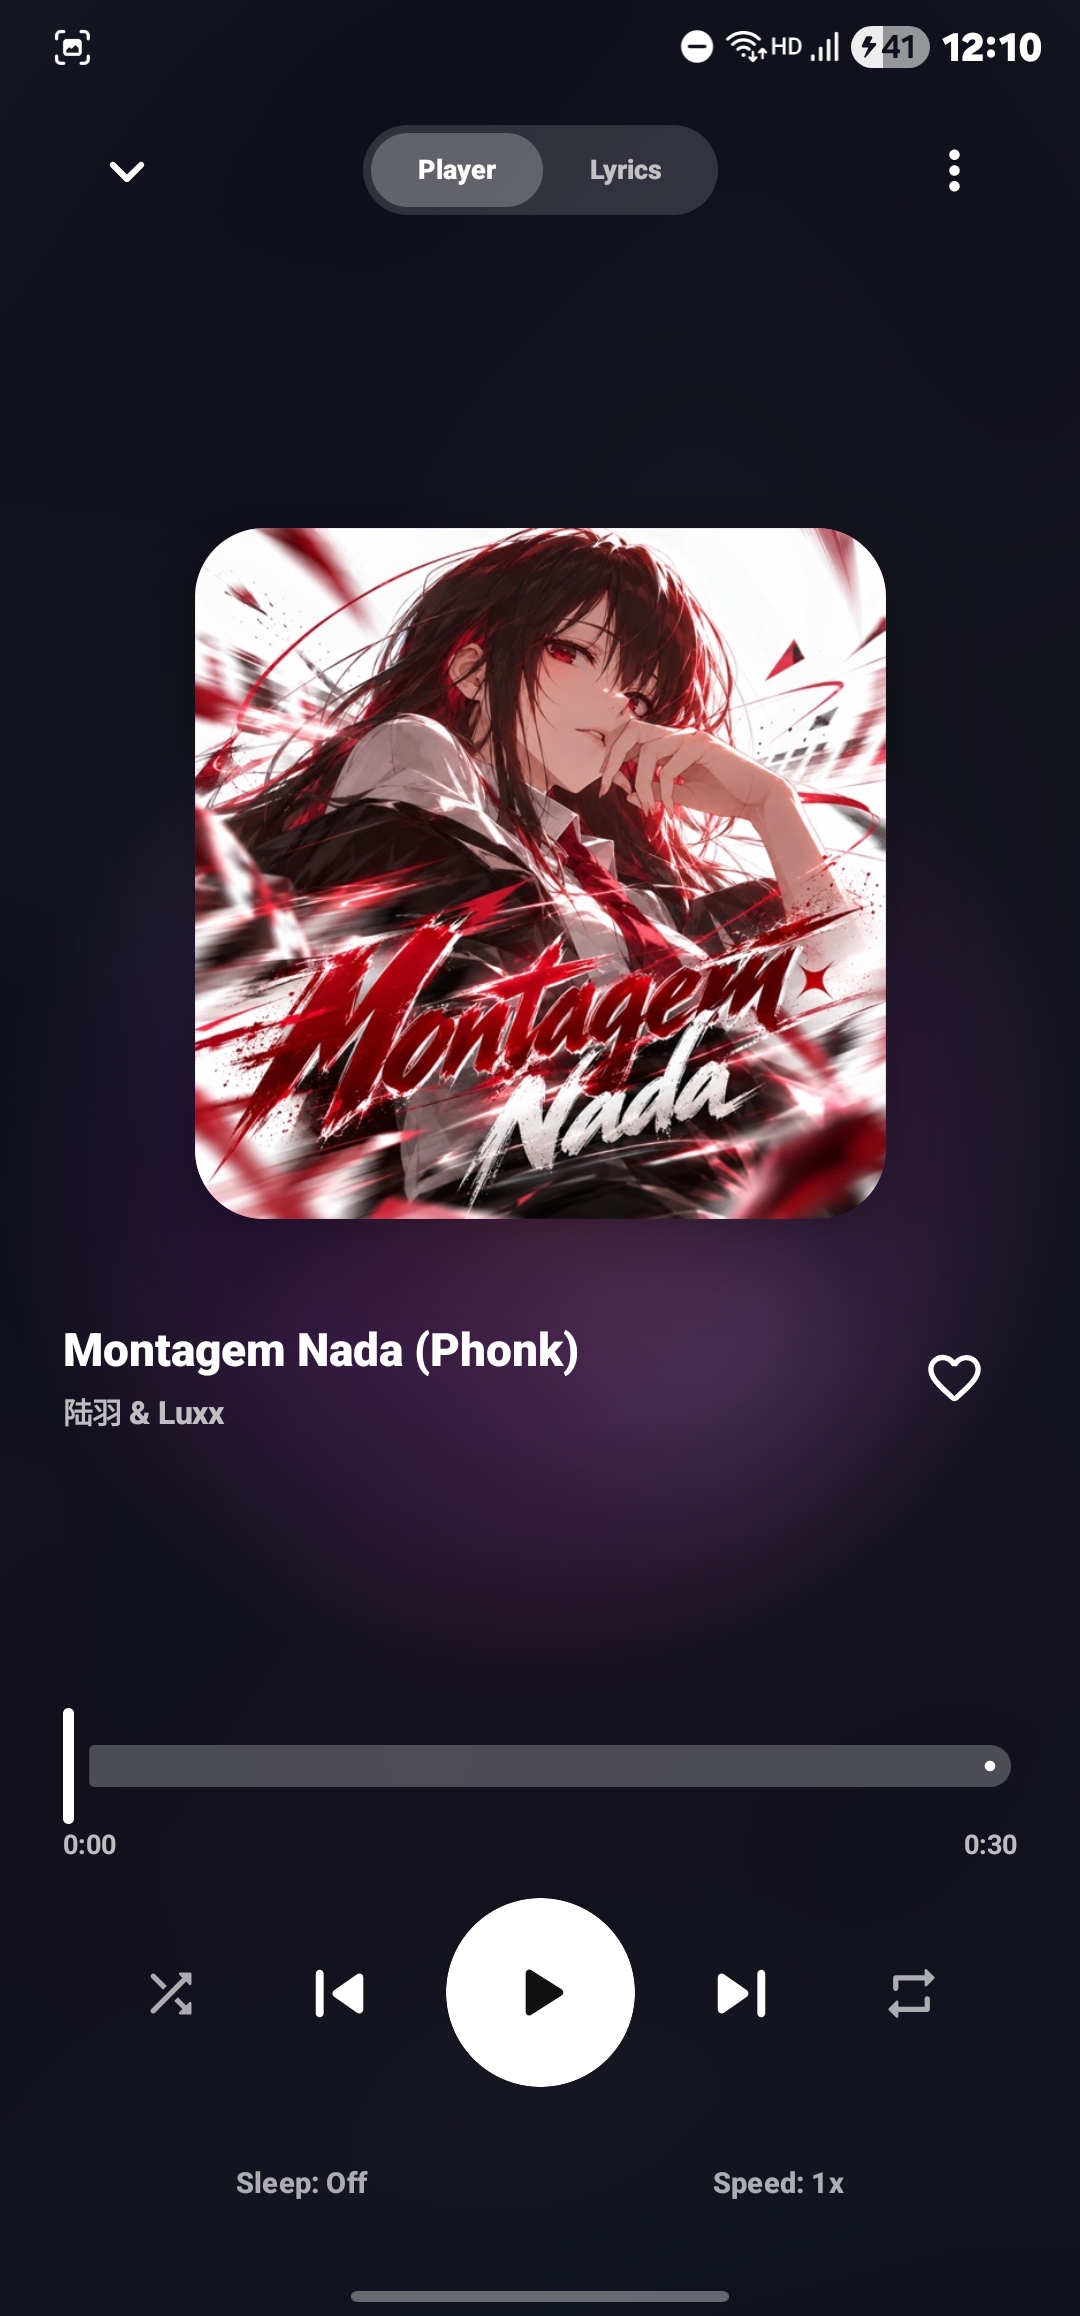 HD 41 12:10
Player Lyrics
Montagem
Nada
Montagem Nada (Phonk)
陆羽 & Luxx
0:00 0:30
Sleep: Off Speed: 1x